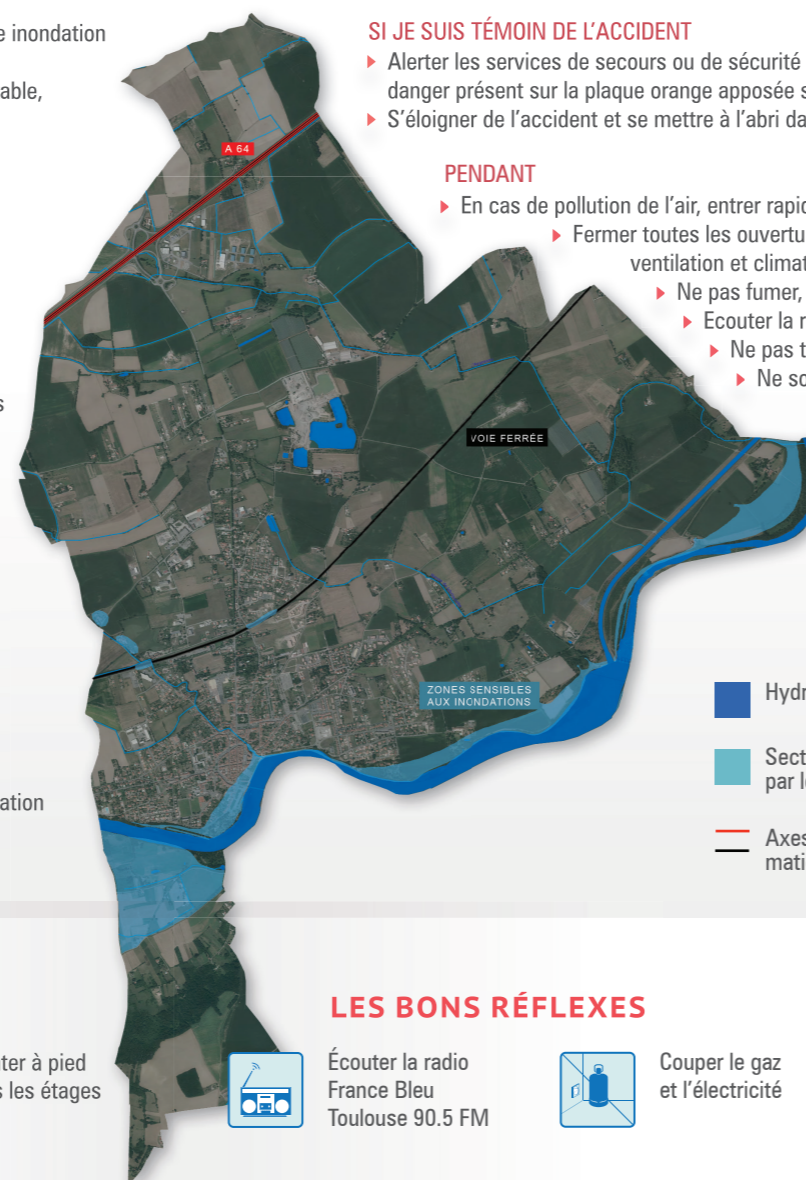 e inondation
able,
s
ation
SI JE SUIS TÉMOIN DE L'ACCIDENT
Alerter les services de secours ou de sécurité
danger présent sur la plaque orange apposée s
S'éloigner de l'accident et se mettre à l'abri da
PENDANT
En cas de pollution de l'air, entrer rapid
Fermer toutes les ouvertu
ventilation et climat
Ne pas fumer,
Ecouter la r
Ne pas t
Ne so
A 64
VOIE FERRÉE
ZONES SENSIBLES
AUX INONDATIONS
Hydr
Sect
par l
Axes
mati
LES BONS RÉFLEXES
ter à pied
s les étages
Écouter la radio
France Bleu
Toulouse 90.5 FM
Couper le gaz
et l'électricité